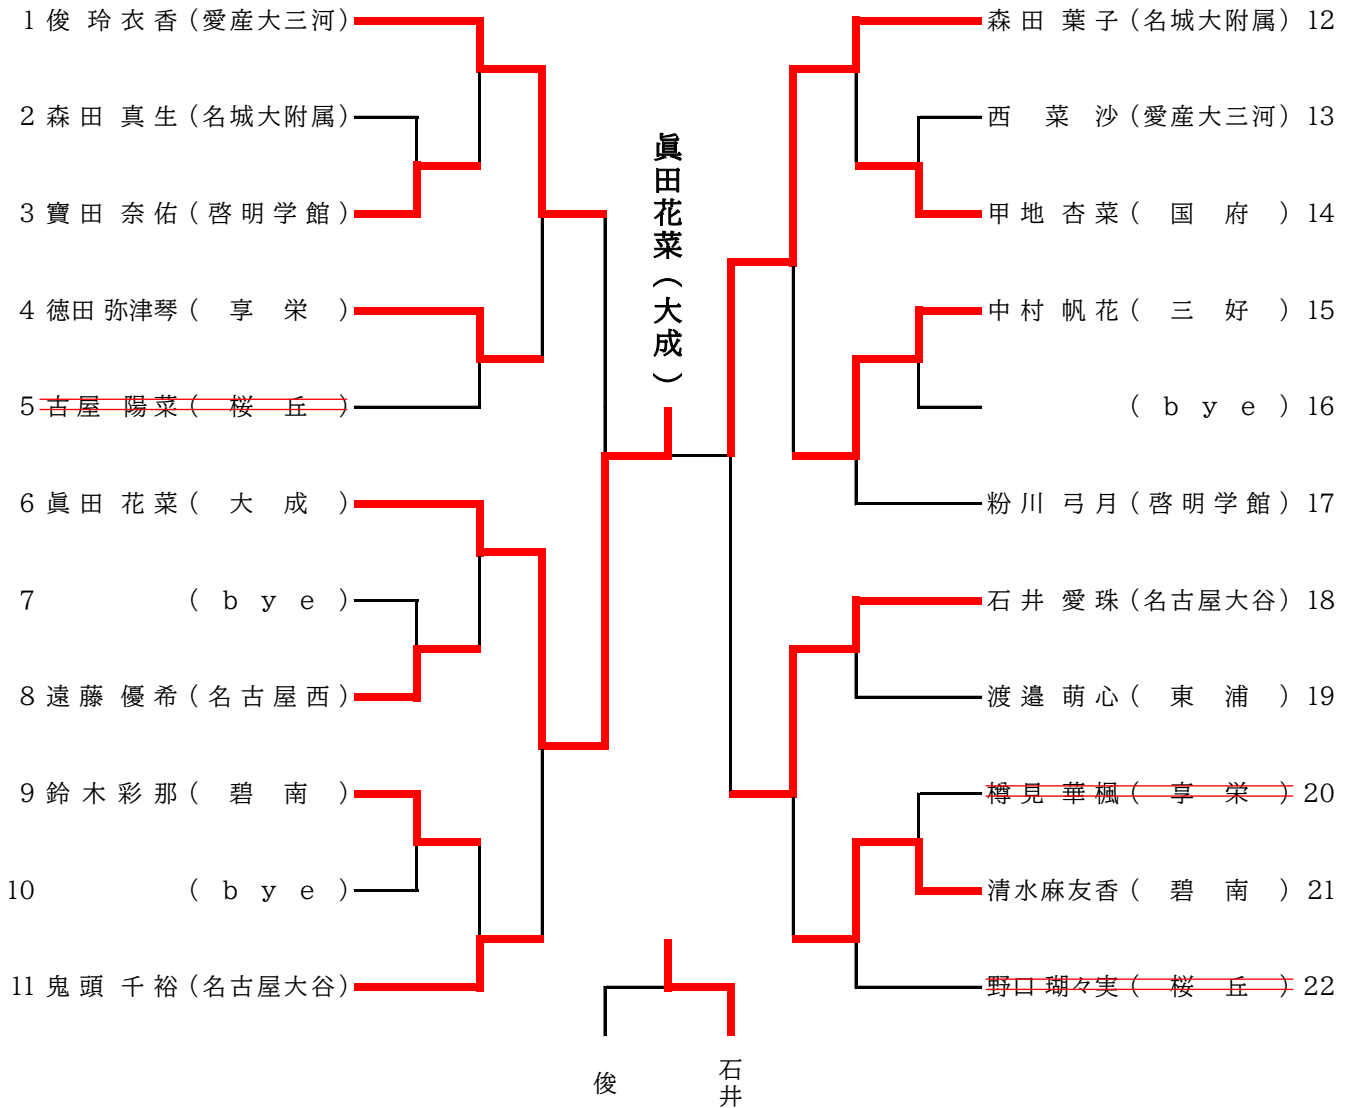 1 俊 玲衣香 (愛産大三河)
2 森田 真生 (名城大附属)
3 寶田 奈佑 (啓明学館)
4 徳田 弥津琴 ( 享 栄 )
5 古屋 陽菜 ( 桜 丘 )
6 眞田 花菜 ( 大 成 )
7 ( b y e )
8 遠藤 優希 (名古屋西)
9 鈴木彩那 ( 碧 南 )
10 ( b y e )
11 鬼頭 千裕 (名古屋大谷)
眞田花菜(大成)
俊
石井
森田 葉子 (名城大附属) 12
西 菜沙 (愛産大三河) 13
甲地 杏菜 ( 国 府 ) 14
中村 帆花 ( 三 好 ) 15
( b y e ) 16
粉川 弓月 (啓明学館) 17
石井 愛珠 (名古屋大谷) 18
渡邉 萌心 ( 東 浦 ) 19
樽見 華楓 ( 享 栄 ) 20
清水麻友香 ( 碧 南 ) 21
野口 瑚々実 ( 桜 丘 ) 22